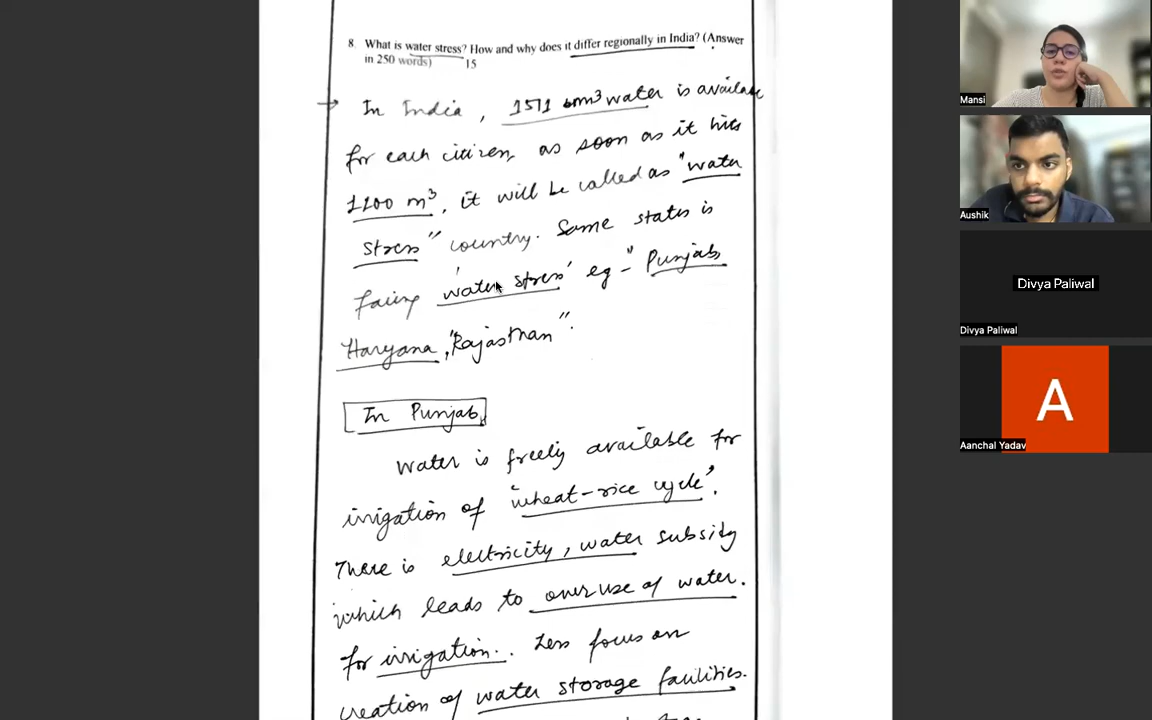 8. What is water stress? How and why does it differ regionally in India? (Answer
in 250 words) 15
→ In India, 1511 m³ water is available
for each citizen, as soon as it hits
1100 m³, it will be called as "water
stress" country. Some states is
facing 'water stress' eg - "Punjab,
Haryana, "Rajasthan".
In Punjab
Water is freely available for
irrigation of 'wheat-rice cycle'.
There is electricity, water subsidy
which leads to overuse of water.
for irrigation.. Less focus on
creation of water storage facilities.
Mansi
Aushik
Divya Paliwal
Divya Paliwal
A
Aanchal Yadav